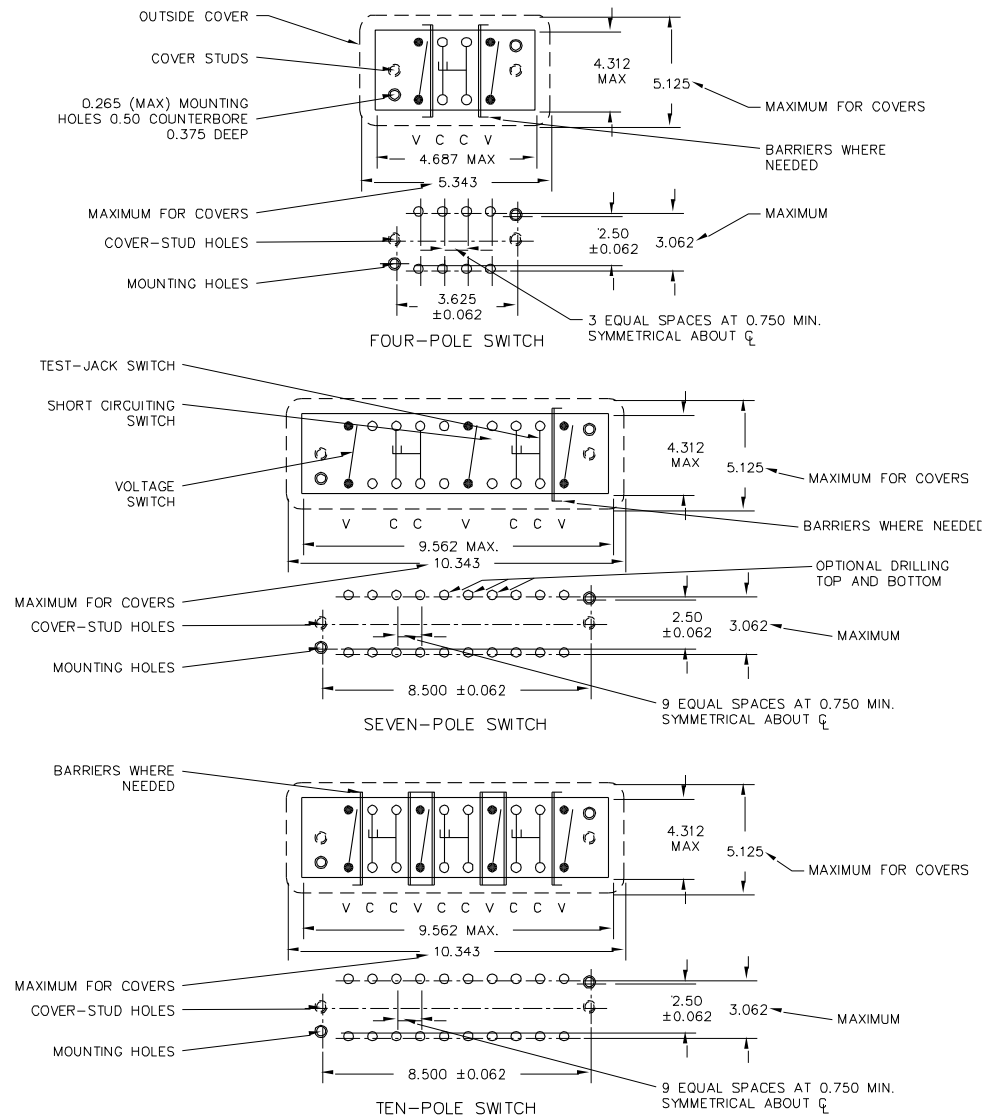 OUTSIDE COVER
COVER STUDS
0.265 (MAX) MOUNTING
HOLES 0.50 COUNTERBORE
0.375 DEEP
4.312
MAX
5.125
MAXIMUM FOR COVERS
BARRIERS WHERE
NEEDED
V C C V
4.687 MAX
5.343
MAXIMUM FOR COVERS
COVER-STUD HOLES
MOUNTING HOLES
2.50
±0.062
3.062
MAXIMUM
3.625
±0.062
3 EQUAL SPACES AT 0.750 MIN.
SYMMETRICAL ABOUT ℄
FOUR-POLE SWITCH
TEST-JACK SWITCH
SHORT CIRCUITING
SWITCH
VOLTAGE
SWITCH
4.312
MAX
5.125
MAXIMUM FOR COVERS
BARRIERS WHERE NEEDED
V C C V C C V
9.562 MAX.
10.343
OPTIONAL DRILLING
TOP AND BOTTOM
MAXIMUM FOR COVERS
COVER-STUD HOLES
MOUNTING HOLES
2.50
±0.062
3.062
MAXIMUM
8.500 ±0.062
9 EQUAL SPACES AT 0.750 MIN.
SYMMETRICAL ABOUT ℄
SEVEN-POLE SWITCH
BARRIERS WHERE
NEEDED
4.312
MAX
5.125
MAXIMUM FOR COVERS
V C C V C C V C C V
9.562 MAX.
10.343
MAXIMUM FOR COVERS
COVER-STUD HOLES
MOUNTING HOLES
2.50
±0.062
3.062
MAXIMUM
8.500 ±0.062
9 EQUAL SPACES AT 0.750 MIN.
SYMMETRICAL ABOUT ℄
TEN-POLE SWITCH